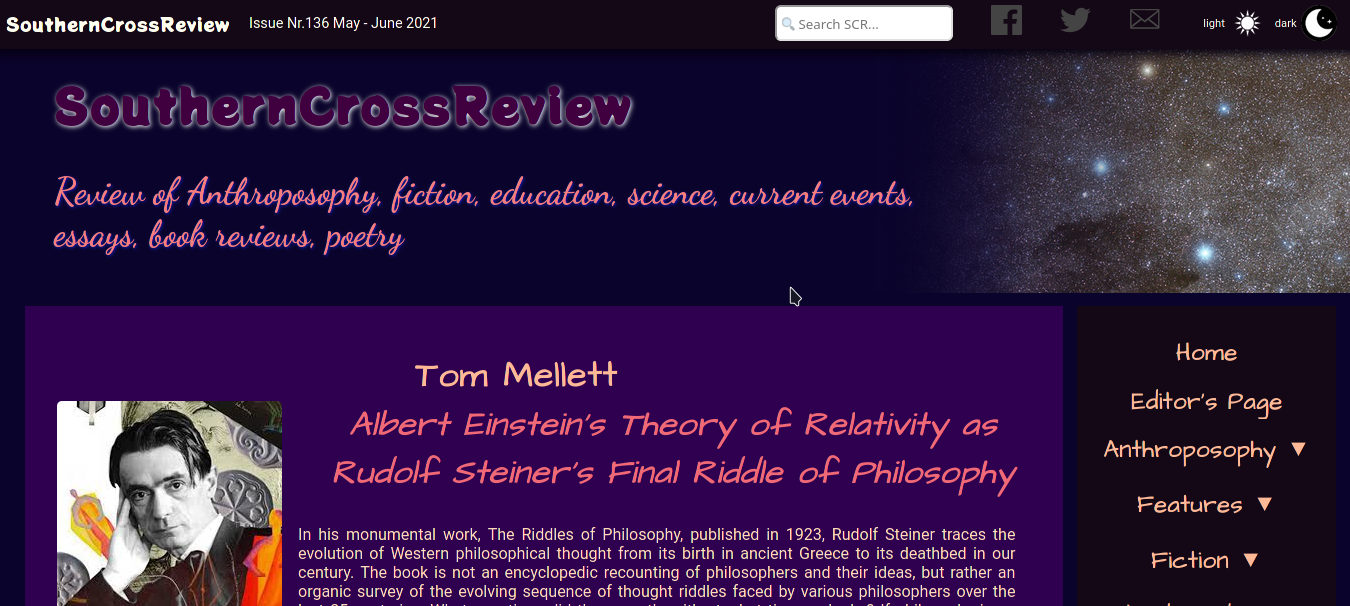 SouthernCrossReview Issue Nr.136 May - June 2021 Search SCR... light dark
SouthernCrossReview
Review of Anthroposophy, fiction, education, science, current events,
essays, book reviews, poetry
Tom Mellett
Albert Einstein's Theory of Relativity as
Rudolf Steiner's Final Riddle of Philosophy
In his monumental work, The Riddles of Philosophy, published in 1923, Rudolf Steiner traces the
evolution of Western philosophical thought from its birth in ancient Greece to its deathbed in our
century. The book is not an encyclopedic recounting of philosophers and their ideas, but rather an
organic survey of the evolving sequence of thought riddles faced by various philosophers over the
Home
Editor's Page
Anthroposophy ▼
Features ▼
Fiction ▼